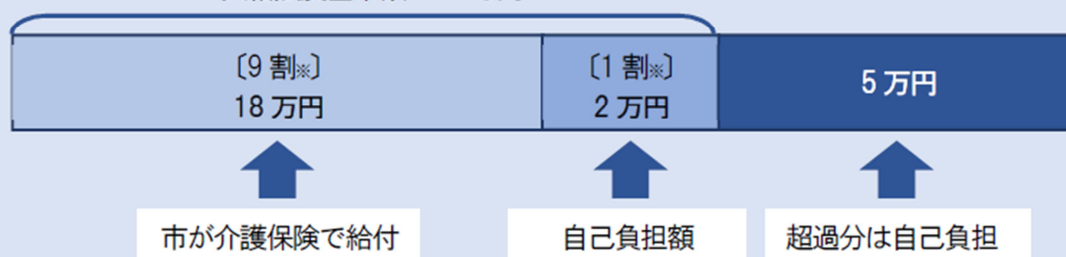 〔9 割※〕
18 万円
〔1 割※〕
2 万円
5 万円
市が介護保険で給付
自己負担額
超過分は自己負担